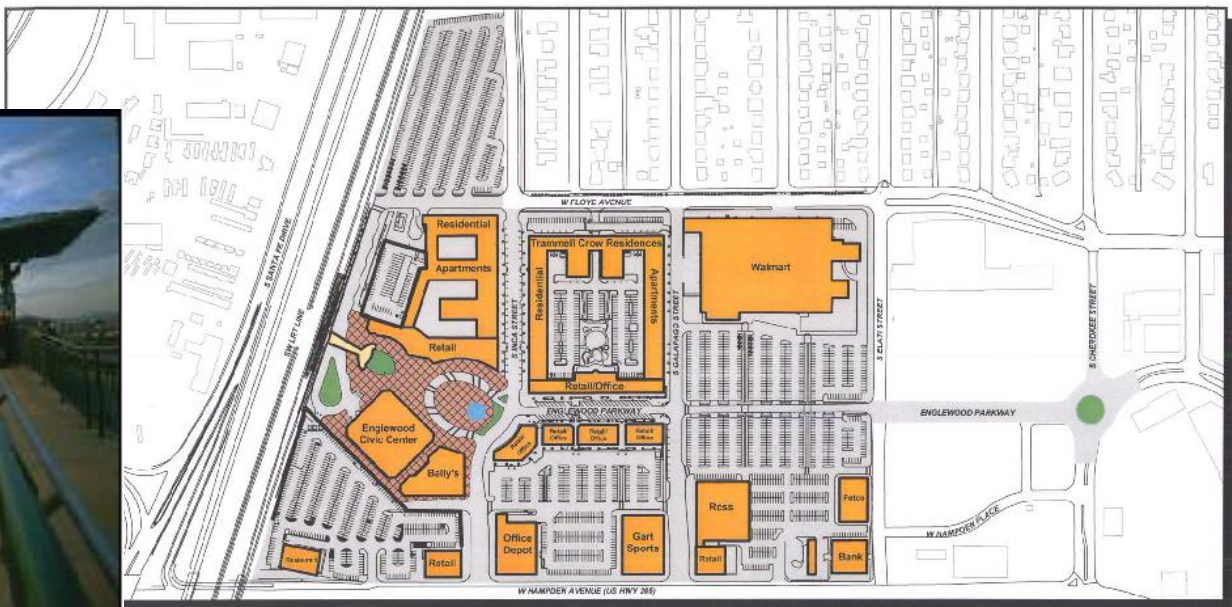 W FLOYD AVENUE
Residential
Apartments
Retail
Trammell Crow Residences
Residential
Apartments
Retail/Office
Walmart
S SANTA FE DRIVE
SW LRT LINE
S INCA STREET
S GALAPAGO STREET
S ELATI STREET
S CHEROKEE STREET
ENGLEWOOD PARKWAY
ENGLEWOOD PARKWAY
Englewood
Civic Center
Bally's
Retail/
Office
Retail/
Office
Retail/
Office
Retail/
Office
Office
Depot
Gart
Sports
Ross
Retail
Petco
Bank
Restaurant
Retail
W HAMPDEN PLACE
W HAMPDEN AVENUE (US HWY 285)